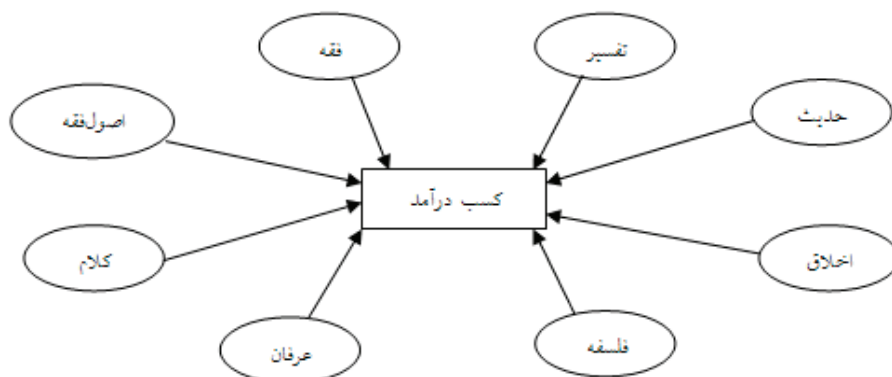 تفسیر
فقه
حدیث
اصول‌فقه
کسب درآمد
اخلاق
کلام
فلسفه
عرفان